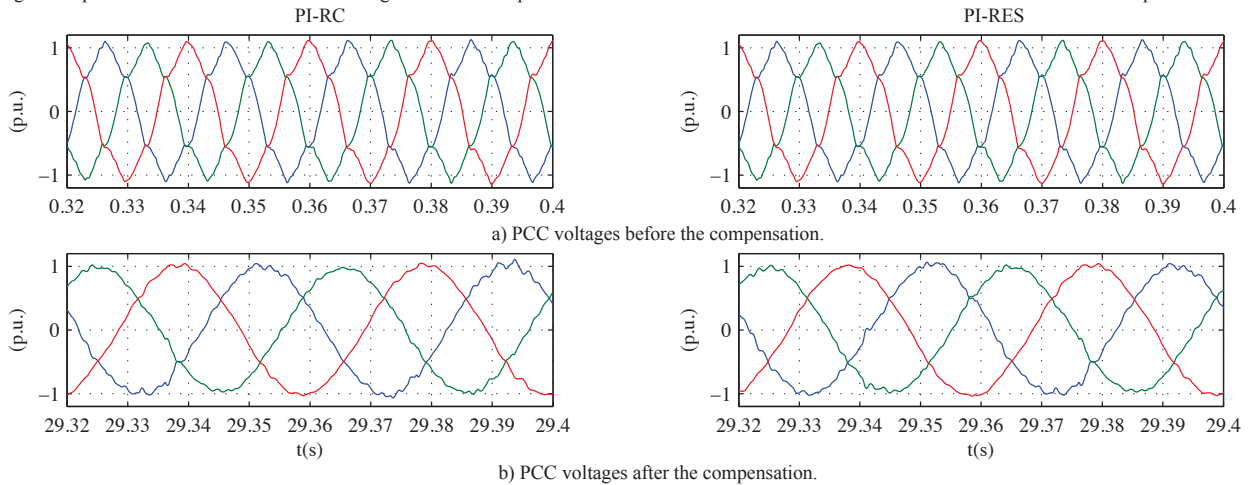 PI-RC PI-RES
(p.u.) 1 0 −1
0.32 0.33 0.34 0.35 0.36 0.37 0.38 0.39 0.4
(p.u.) 1 0 −1
0.32 0.33 0.34 0.35 0.36 0.37 0.38 0.39 0.4
a) PCC voltages before the compensation.
(p.u.) 1 0 −1
29.32 29.33 29.34 29.35 29.36 29.37 29.38 29.39 29.4
t(s)
(p.u.) 1 0 −1
29.32 29.33 29.34 29.35 29.36 29.37 29.38 29.39 29.4
t(s)
b) PCC voltages after the compensation.